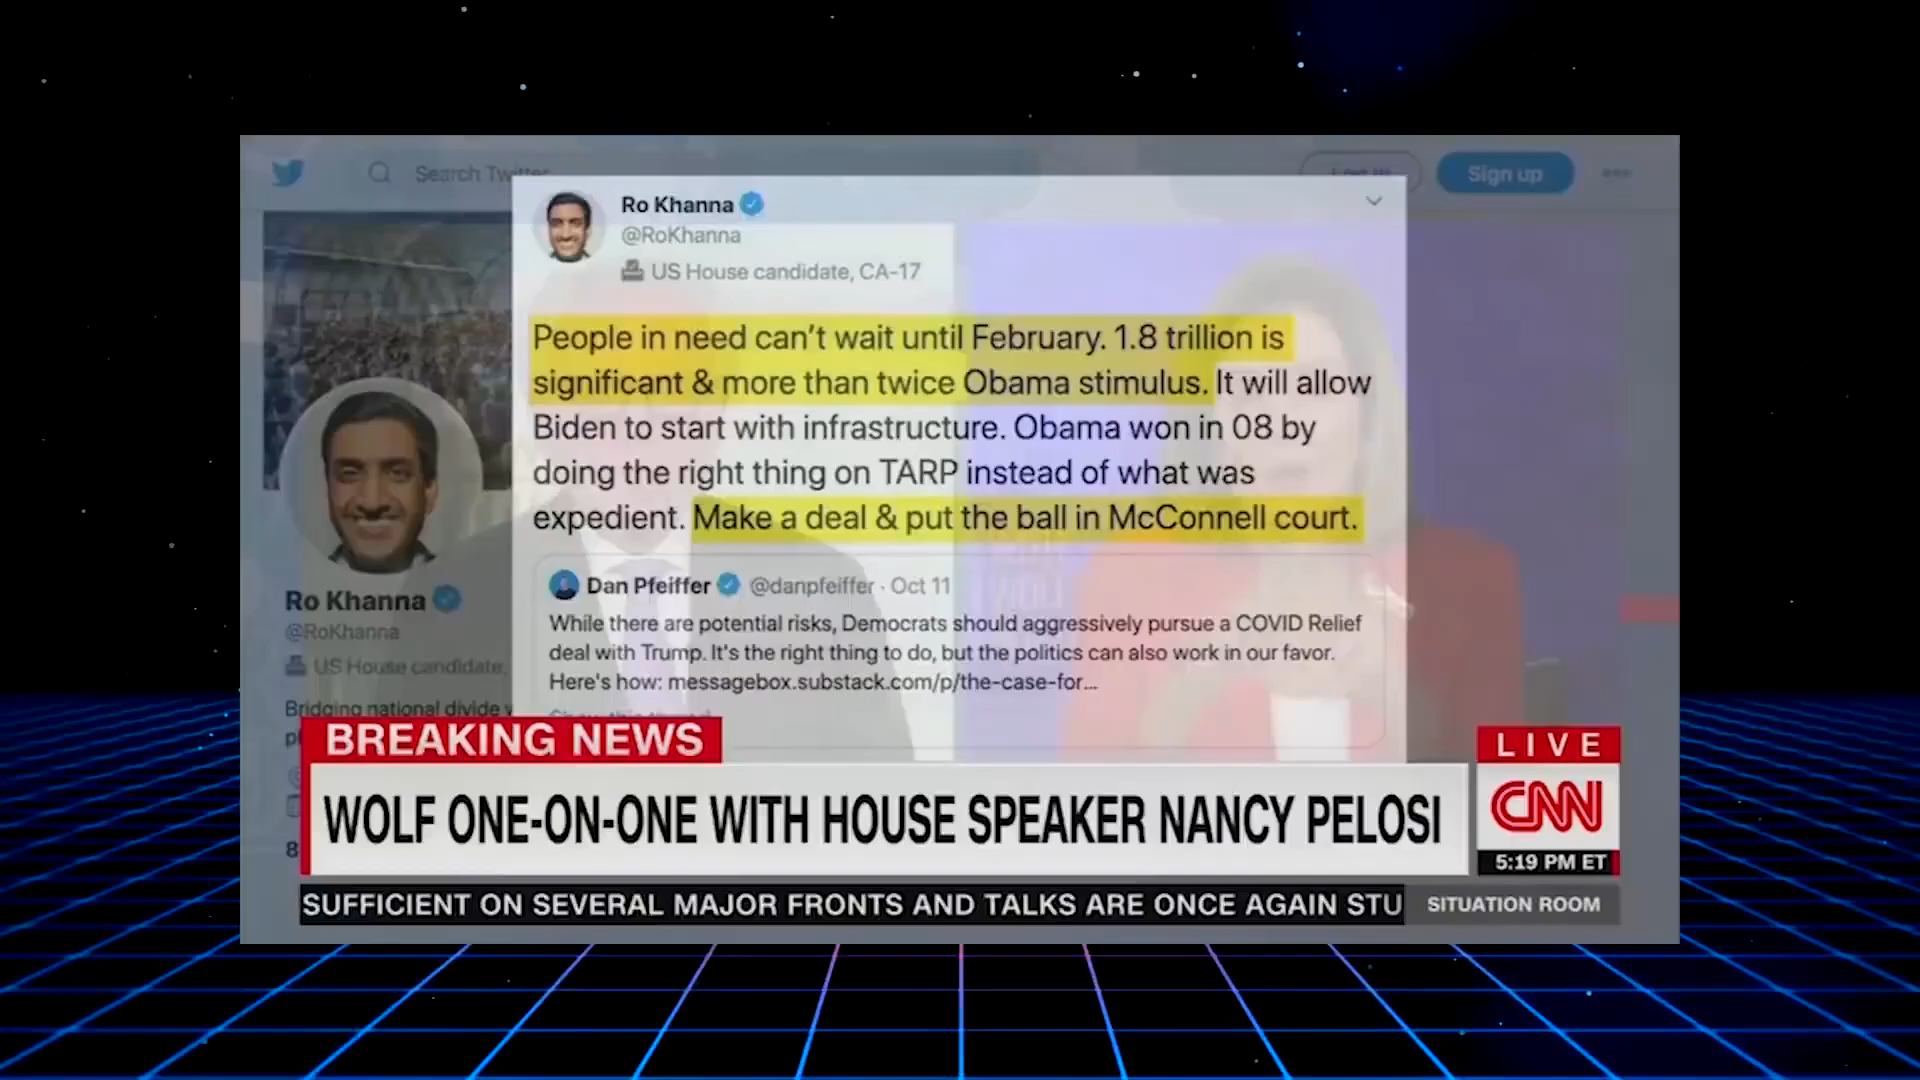 Search Twitter
Log in
Sign up
Ro Khanna
@RoKhanna
US House candidate, CA-17
People in need can't wait until February. 1.8 trillion is
significant & more than twice Obama stimulus. It will allow
Biden to start with infrastructure. Obama won in 08 by
doing the right thing on TARP instead of what was
expedient. Make a deal & put the ball in McConnell court.
Dan Pfeiffer @danpfeiffer · Oct 11
While there are potential risks, Democrats should aggressively pursue a COVID Relief
deal with Trump. It's the right thing to do, but the politics can also work in our favor.
Here's how: messagebox.substack.com/p/the-case-for...
Ro Khanna
@RoKhanna
US House candidate,
Bridging national divide
BREAKING NEWS
WOLF ONE-ON-ONE WITH HOUSE SPEAKER NANCY PELOSI
LIVE
CNN
5:19 PM ET
SUFFICIENT ON SEVERAL MAJOR FRONTS AND TALKS ARE ONCE AGAIN STU
SITUATION ROOM